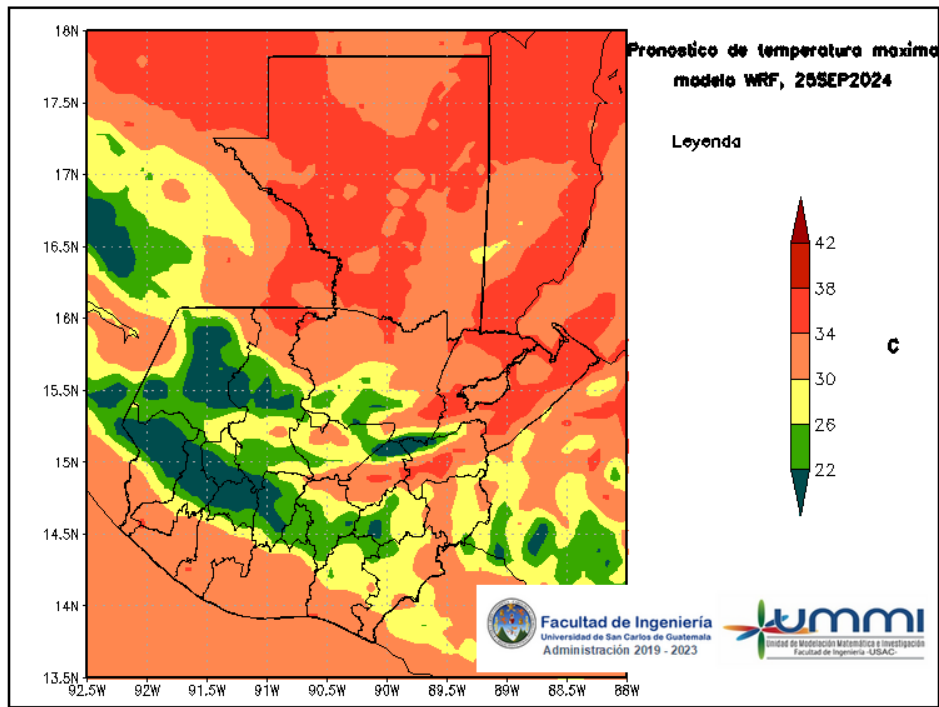 Pronostico de temperatura maxima
modelo WRF, 25SEP2024
Leyenda
42
38
34
30
26
22
C
18N
17.5N
17N
16.5N
16N
15.5N
15N
14.5N
14N
13.5N
92.5W
92W
91.5W
91W
90.5W
90W
89.5W
89W
88.5W
88W
Facultad de Ingeniería
Universidad de San Carlos de Guatemala
Administración 2019 - 2023
UMMI
Unidad de Modelación Matemática e Investigación
Facultad de Ingeniería -USAC-